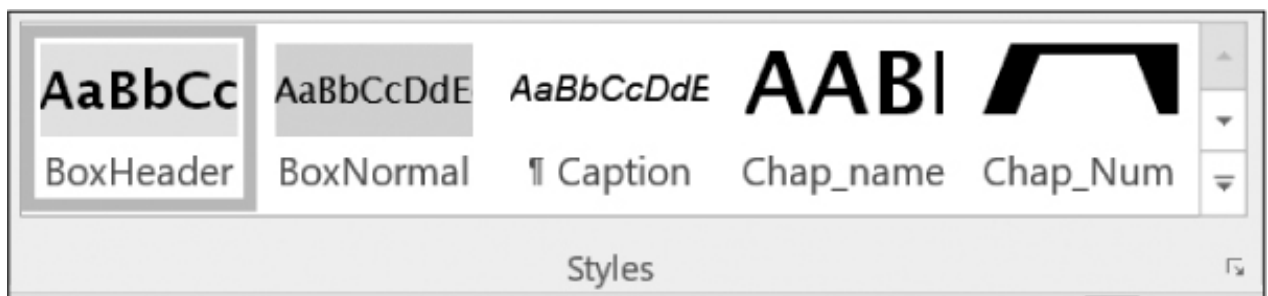 AaBbCc AaBbCcDdE AaBbCcDdE AABI
BoxHeader BoxNormal ¶ Caption Chap_name Chap_Num
Styles